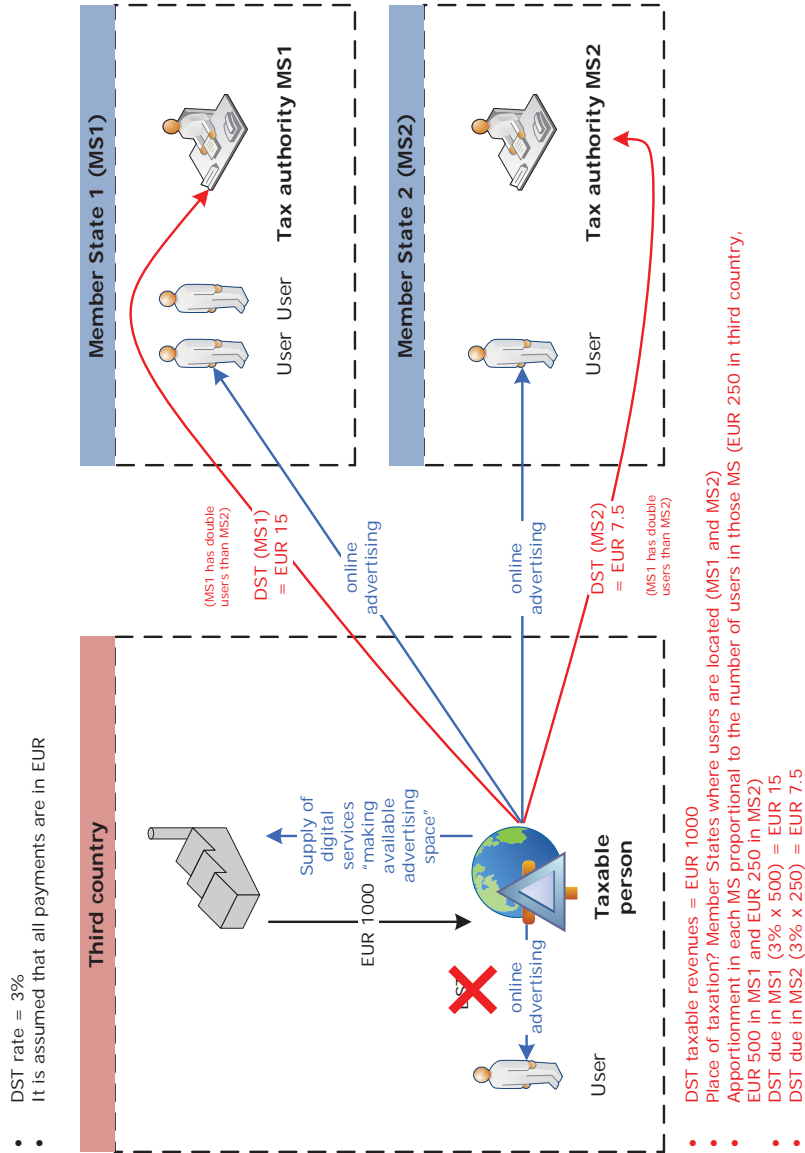 • DST rate = 3%
It is assumed that all payments are in EUR
•
Third country
EUR 1000
Supply of
digital
services
"making
available
advertising
space"
DST
online
advertising
User
Taxable
person
(MS1 has double
users than MS2)
DST (MS1)
= EUR 15
online
advertising
online
advertising
DST (MS2)
= EUR 7.5
(MS1 has double
users than MS2)
Member State 1 (MS1)
User
User
Tax authority MS1
Member State 2 (MS2)
User
Tax authority MS2
• DST taxable revenues = EUR 1000
• Place of taxation? Member States where users are located (MS1 and MS2)
• Apportionment in each MS proportional to the number of users in those MS (EUR 250 in third country,
EUR 500 in MS1 and EUR 250 in MS2)
• DST due in MS1 (3% x 500) = EUR 15
• DST due in MS2 (3% x 250) = EUR 7.5